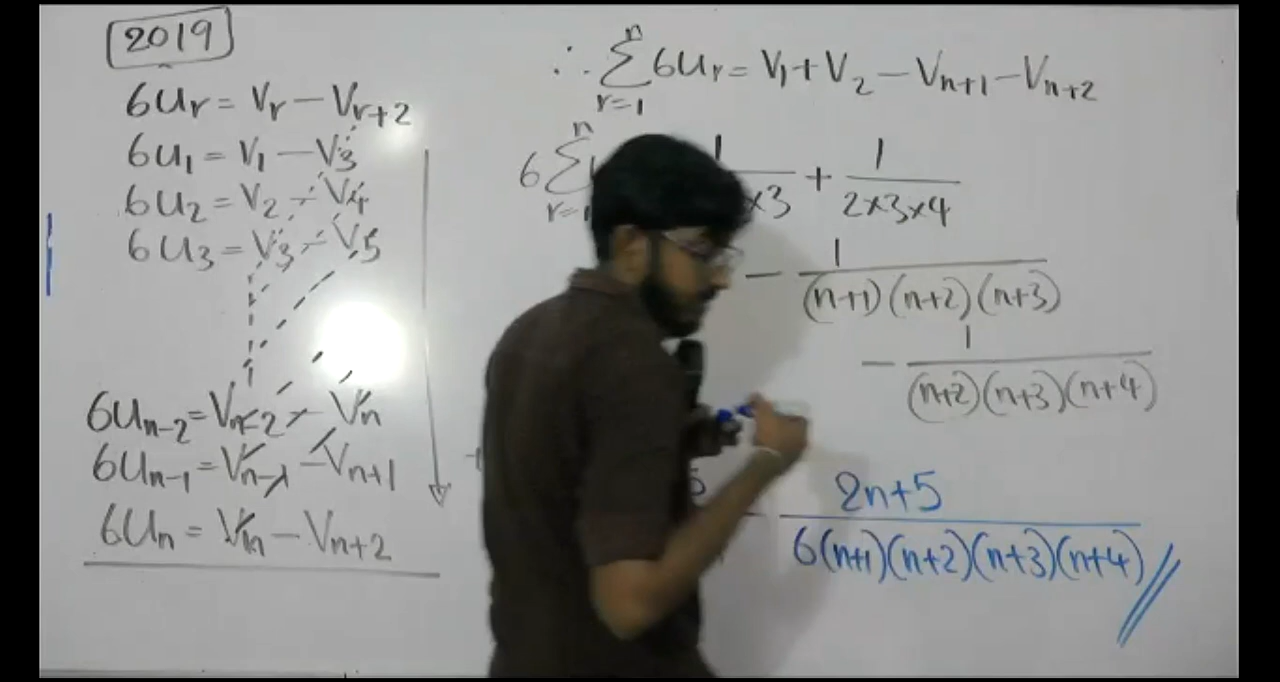 2019
6Ur = Vr − Vr+2
6U1 = V1 − V3
6U2 = V2 − V4
6U3 = V3 − V5
6Un-2 = Vn-2 − Vn
6Un-1 = Vn-1 − Vn+1
6Un = Vn − Vn+2
∴ n∑r=1 6Ur = V1 + V2 − Vn+1 − Vn+2
6 n∑r=1 1/×3 + 1/2×3×4
− 1/(n+1)(n+2)(n+3)
− 1/(n+2)(n+3)(n+4)
− 2n+5/6(n+1)(n+2)(n+3)(n+4)